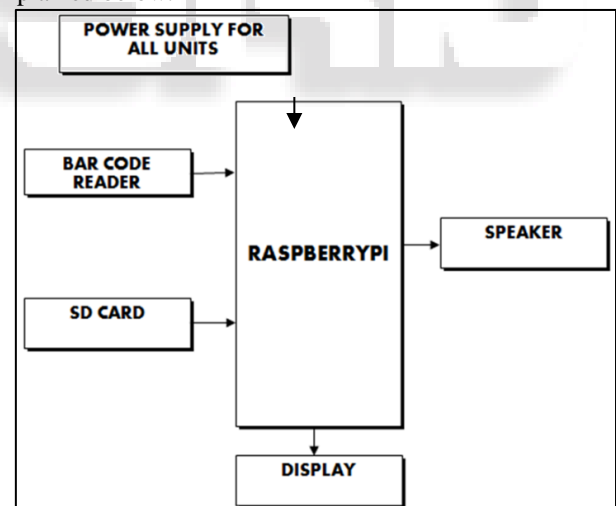 POWER SUPPLY FOR
ALL UNITS
BAR CODE
READER
RASPBERRYPI
SPEAKER
SD CARD
DISPLAY